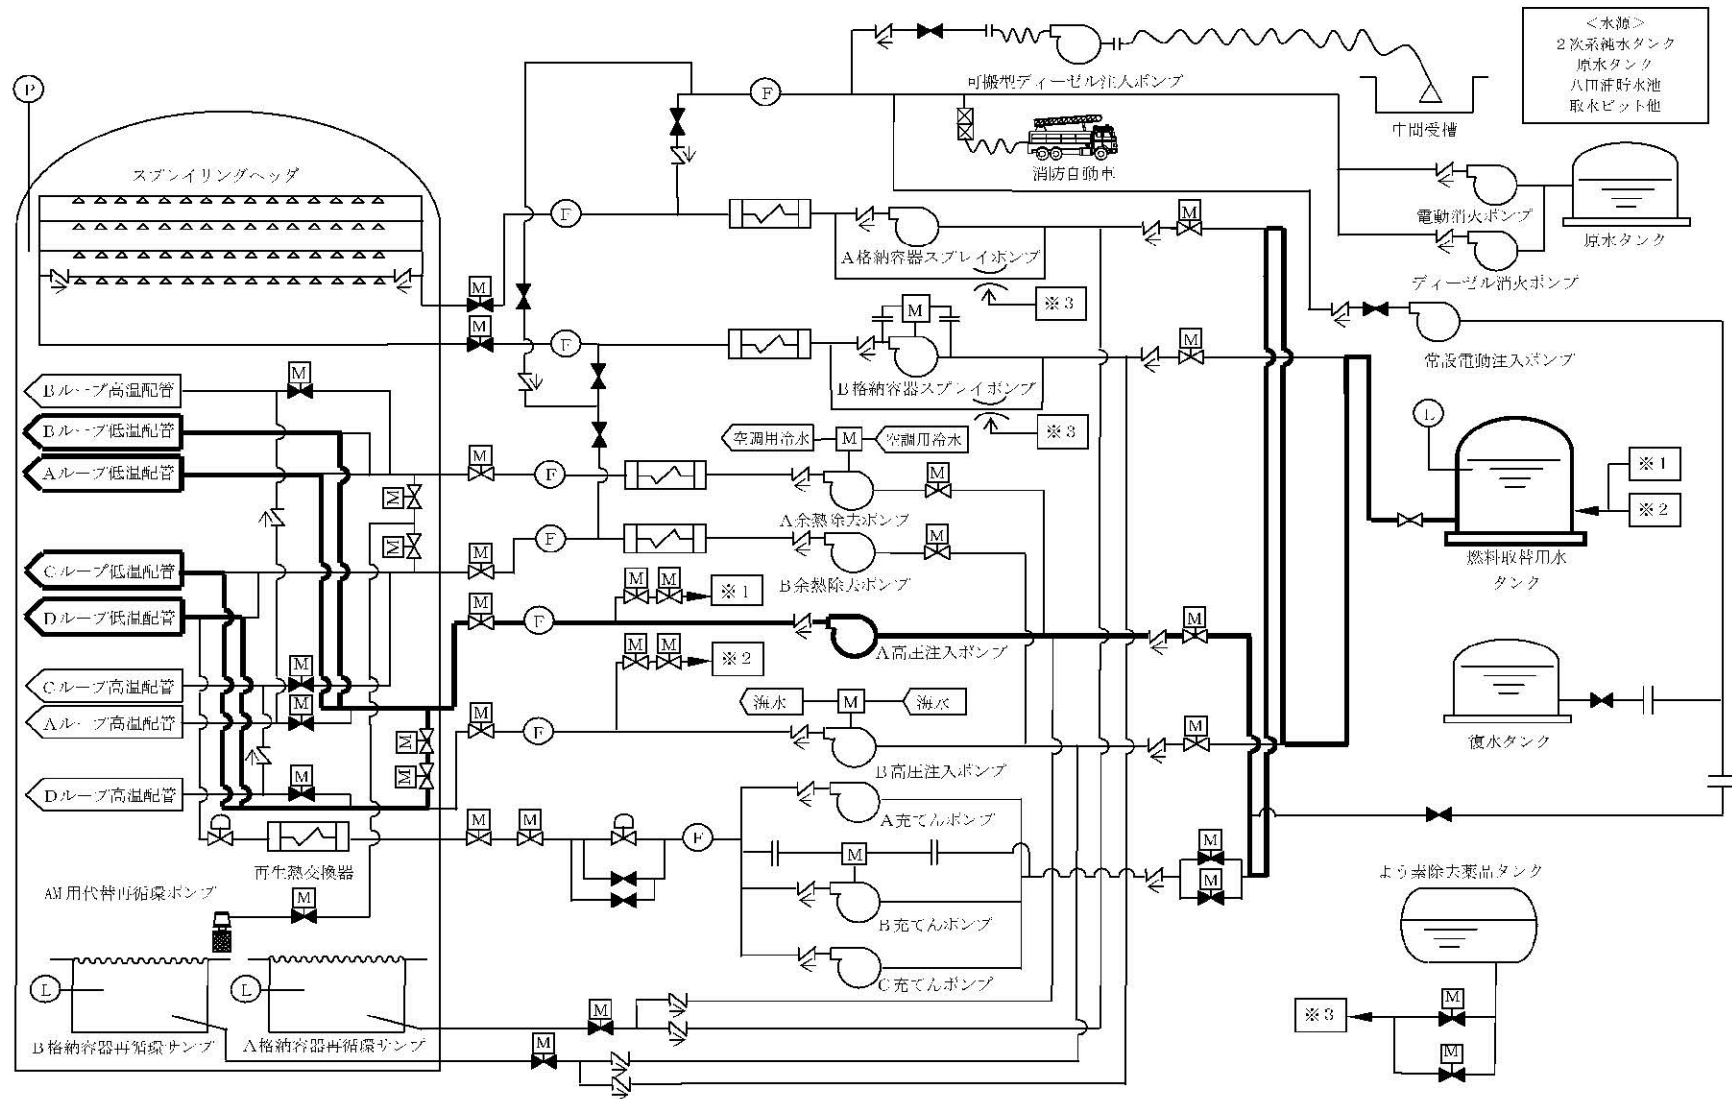 <水源>
2次系純水タンク
原水タンク
八田浦貯水池
取水ピット他
P
可搬型ディーゼル注入ポンプ
中間受槽
F
消防自動車
スプレイリングヘッダ
電動消火ポンプ
原水タンク
ディーゼル消火ポンプ
M
F
M
A格納容器スプレイポンプ
※3
M
M
常設電動注入ポンプ
M
F
M
B格納容器スプレイポンプ
※3
Bループ高温配管
M
Bループ低温配管
L
空調用冷水
M
空調用冷水
Aループ低温配管
M
F
M
※1
M
※2
A余熱除去ポンプ
燃料取替用水
タンク
M
Cループ低温配管
M
F
M
B余熱除去ポンプ
M
M
※1
Dループ低温配管
M
F
M
A高圧注入ポンプ
M
M
※2
Cループ高温配管
M
海水
M
海水
Aループ高温配管
M
M
F
M
復水タンク
M
M
B高圧注入ポンプ
Dループ高温配管
M
A充てんポンプ
M
M
F
M
M
再生熱交換器
M
よう素除去薬品タンク
AM用代替再循環ポンプ
M
B充てんポンプ
C充てんポンプ
L
L
M
M
※3
B格納容器再循環サンプ
A格納容器再循環サンプ
M
M